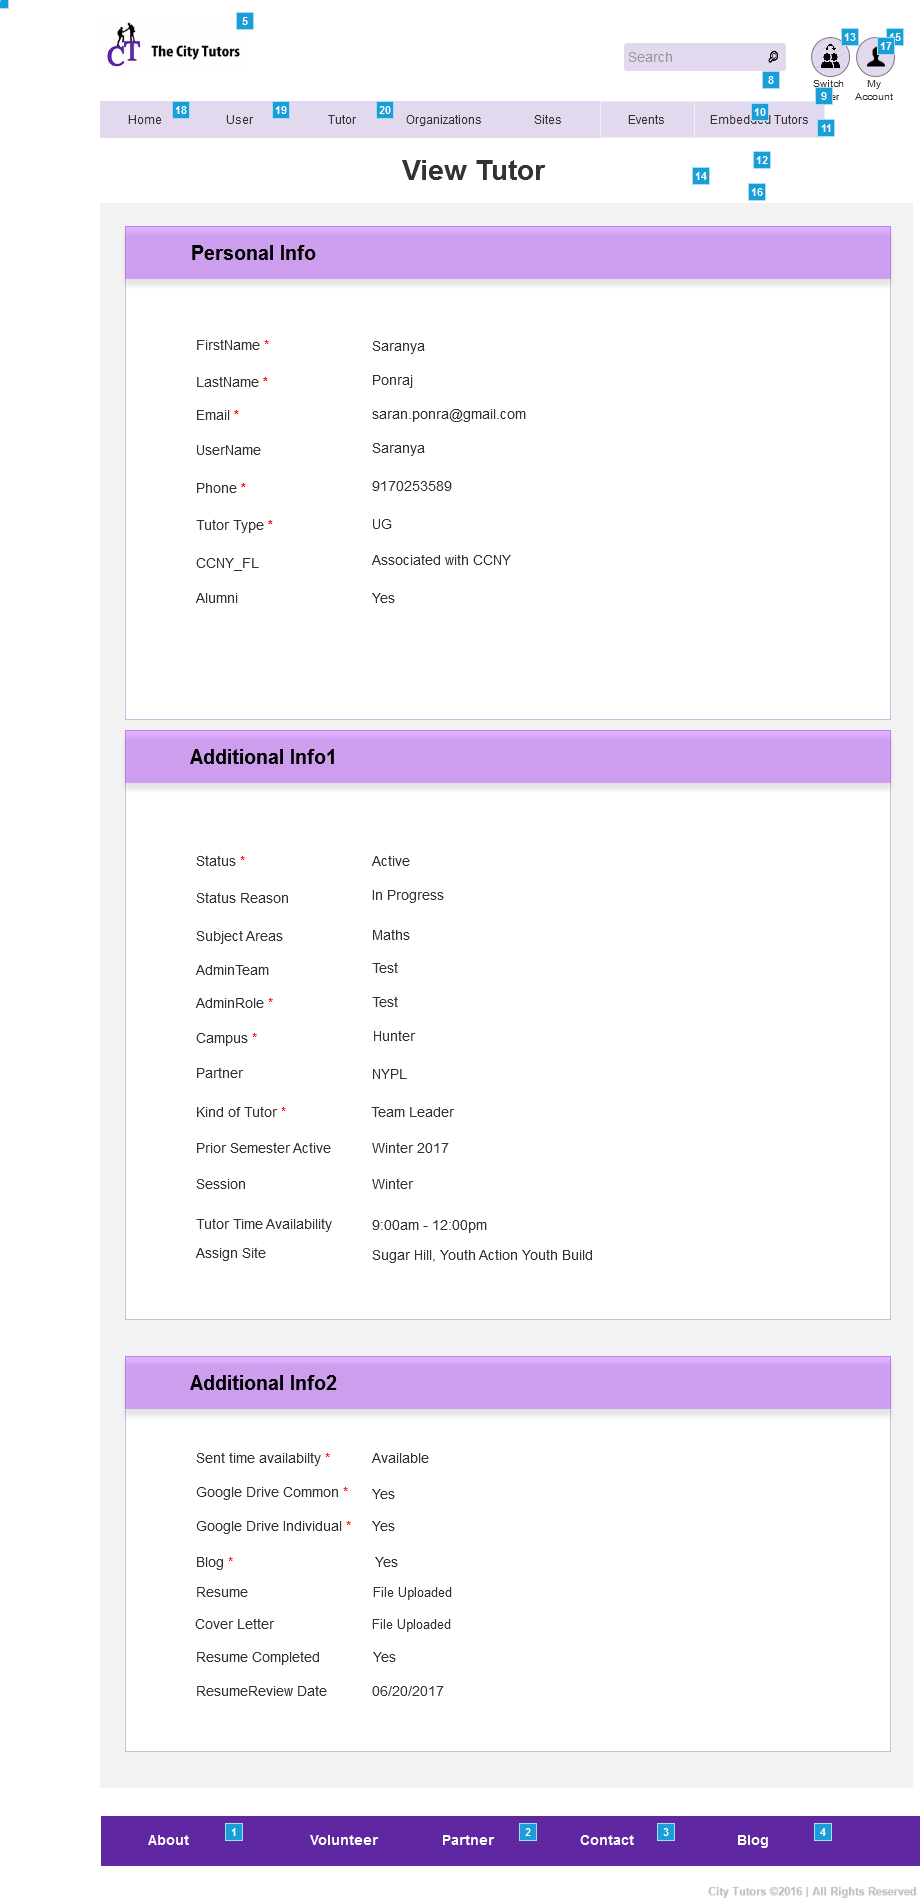 5
CT The City Tutors
13
15
17
Search
8
Switch
My
Account
9
Home 18 User 19 Tutor 20 Organizations Sites Events Embedded Tutors 10
11
View Tutor
12
14
16
Personal Info
FirstName * Saranya
LastName * Ponraj
Email * saran.ponra@gmail.com
UserName Saranya
Phone * 9170253589
Tutor Type * UG
CCNY_FL Associated with CCNY
Alumni Yes
Additional Info1
Status * Active
Status Reason In Progress
Subject Areas Maths
AdminTeam Test
AdminRole * Test
Campus * Hunter
Partner NYPL
Kind of Tutor * Team Leader
Prior Semester Active Winter 2017
Session Winter
Tutor Time Availability 9:00am - 12:00pm
Assign Site Sugar Hill, Youth Action Youth Build
Additional Info2
Sent time availabilty * Available
Google Drive Common * Yes
Google Drive Individual * Yes
Blog * Yes
Resume File Uploaded
Cover Letter File Uploaded
Resume Completed Yes
ResumeReview Date 06/20/2017
About 1 Volunteer Partner 2 Contact 3 Blog 4
City Tutors ©2016 | All Rights Reserved